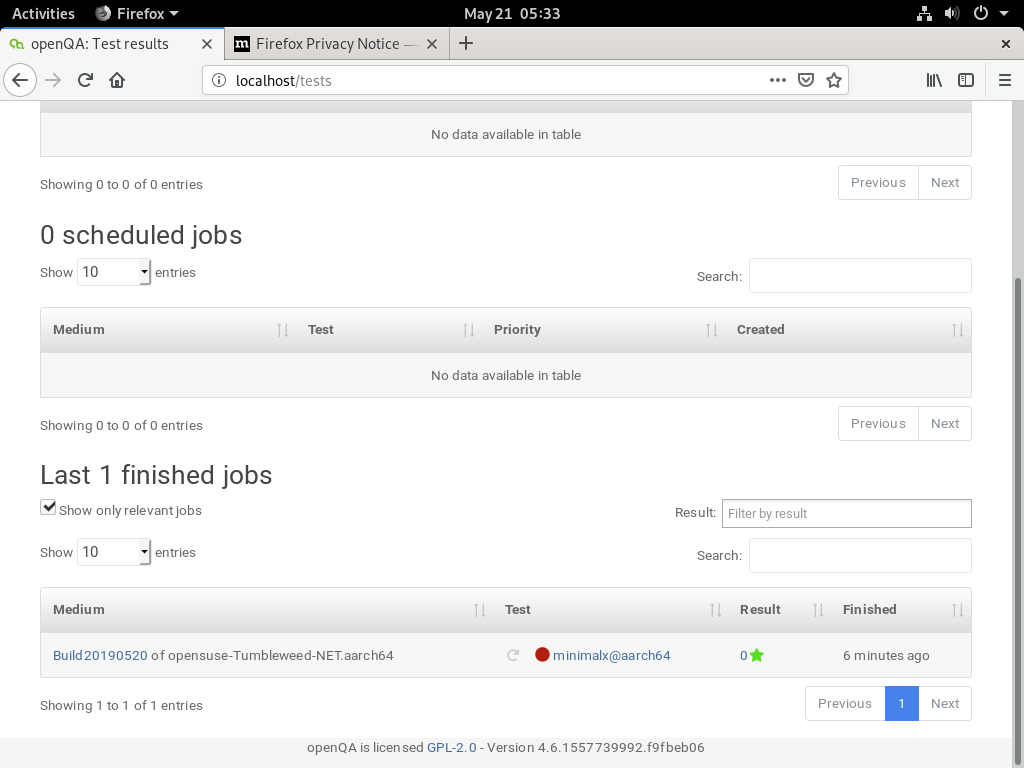 Activities Firefox May 21 05:33
openQA: Test results Firefox Privacy Notice —
localhost/tests
No data available in table
Showing 0 to 0 of 0 entries Previous Next
0 scheduled jobs
Show 10 entries Search:
Medium Test Priority Created
No data available in table
Showing 0 to 0 of 0 entries Previous Next
Last 1 finished jobs
Show only relevant jobs Result: Filter by result
Show 10 entries Search:
Medium Test Result Finished
Build20190520 of opensuse-Tumbleweed-NET.aarch64 minimalx@aarch64 0 6 minutes ago
Showing 1 to 1 of 1 entries Previous 1 Next
openQA is licensed GPL-2.0 - Version 4.6.1557739992.f9fbeb06